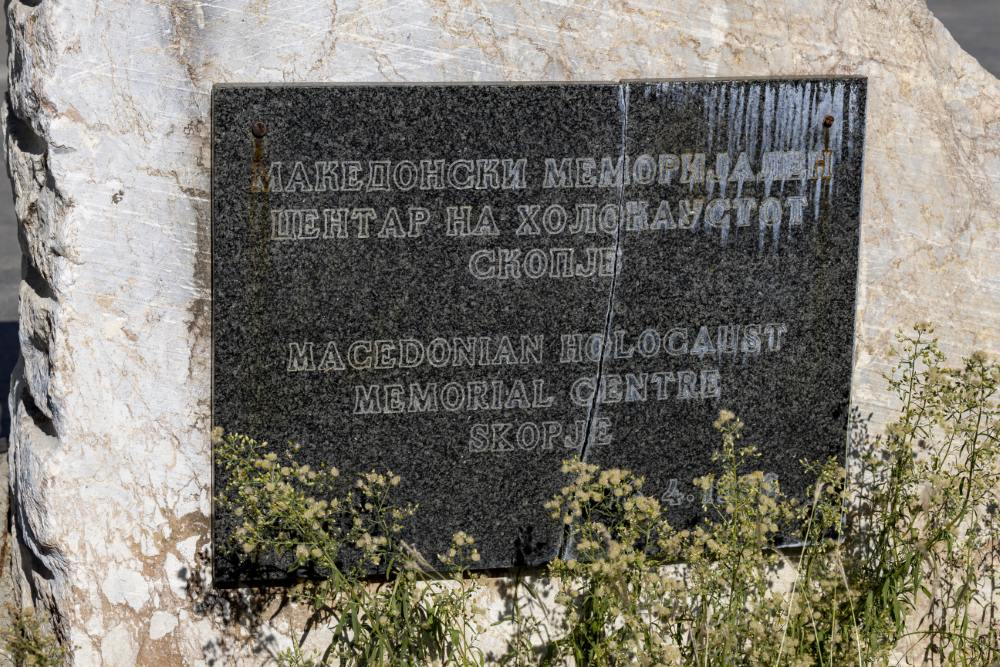 МАКЕДОНСКИ МЕМОРИЈАЛЕН
ЦЕНТАР НА ХОЛОКАУСТОТ
СКОПЈЕ
MACEDONIAN HOLOCAUST
MEMORIAL CENTRE
SKOPJE